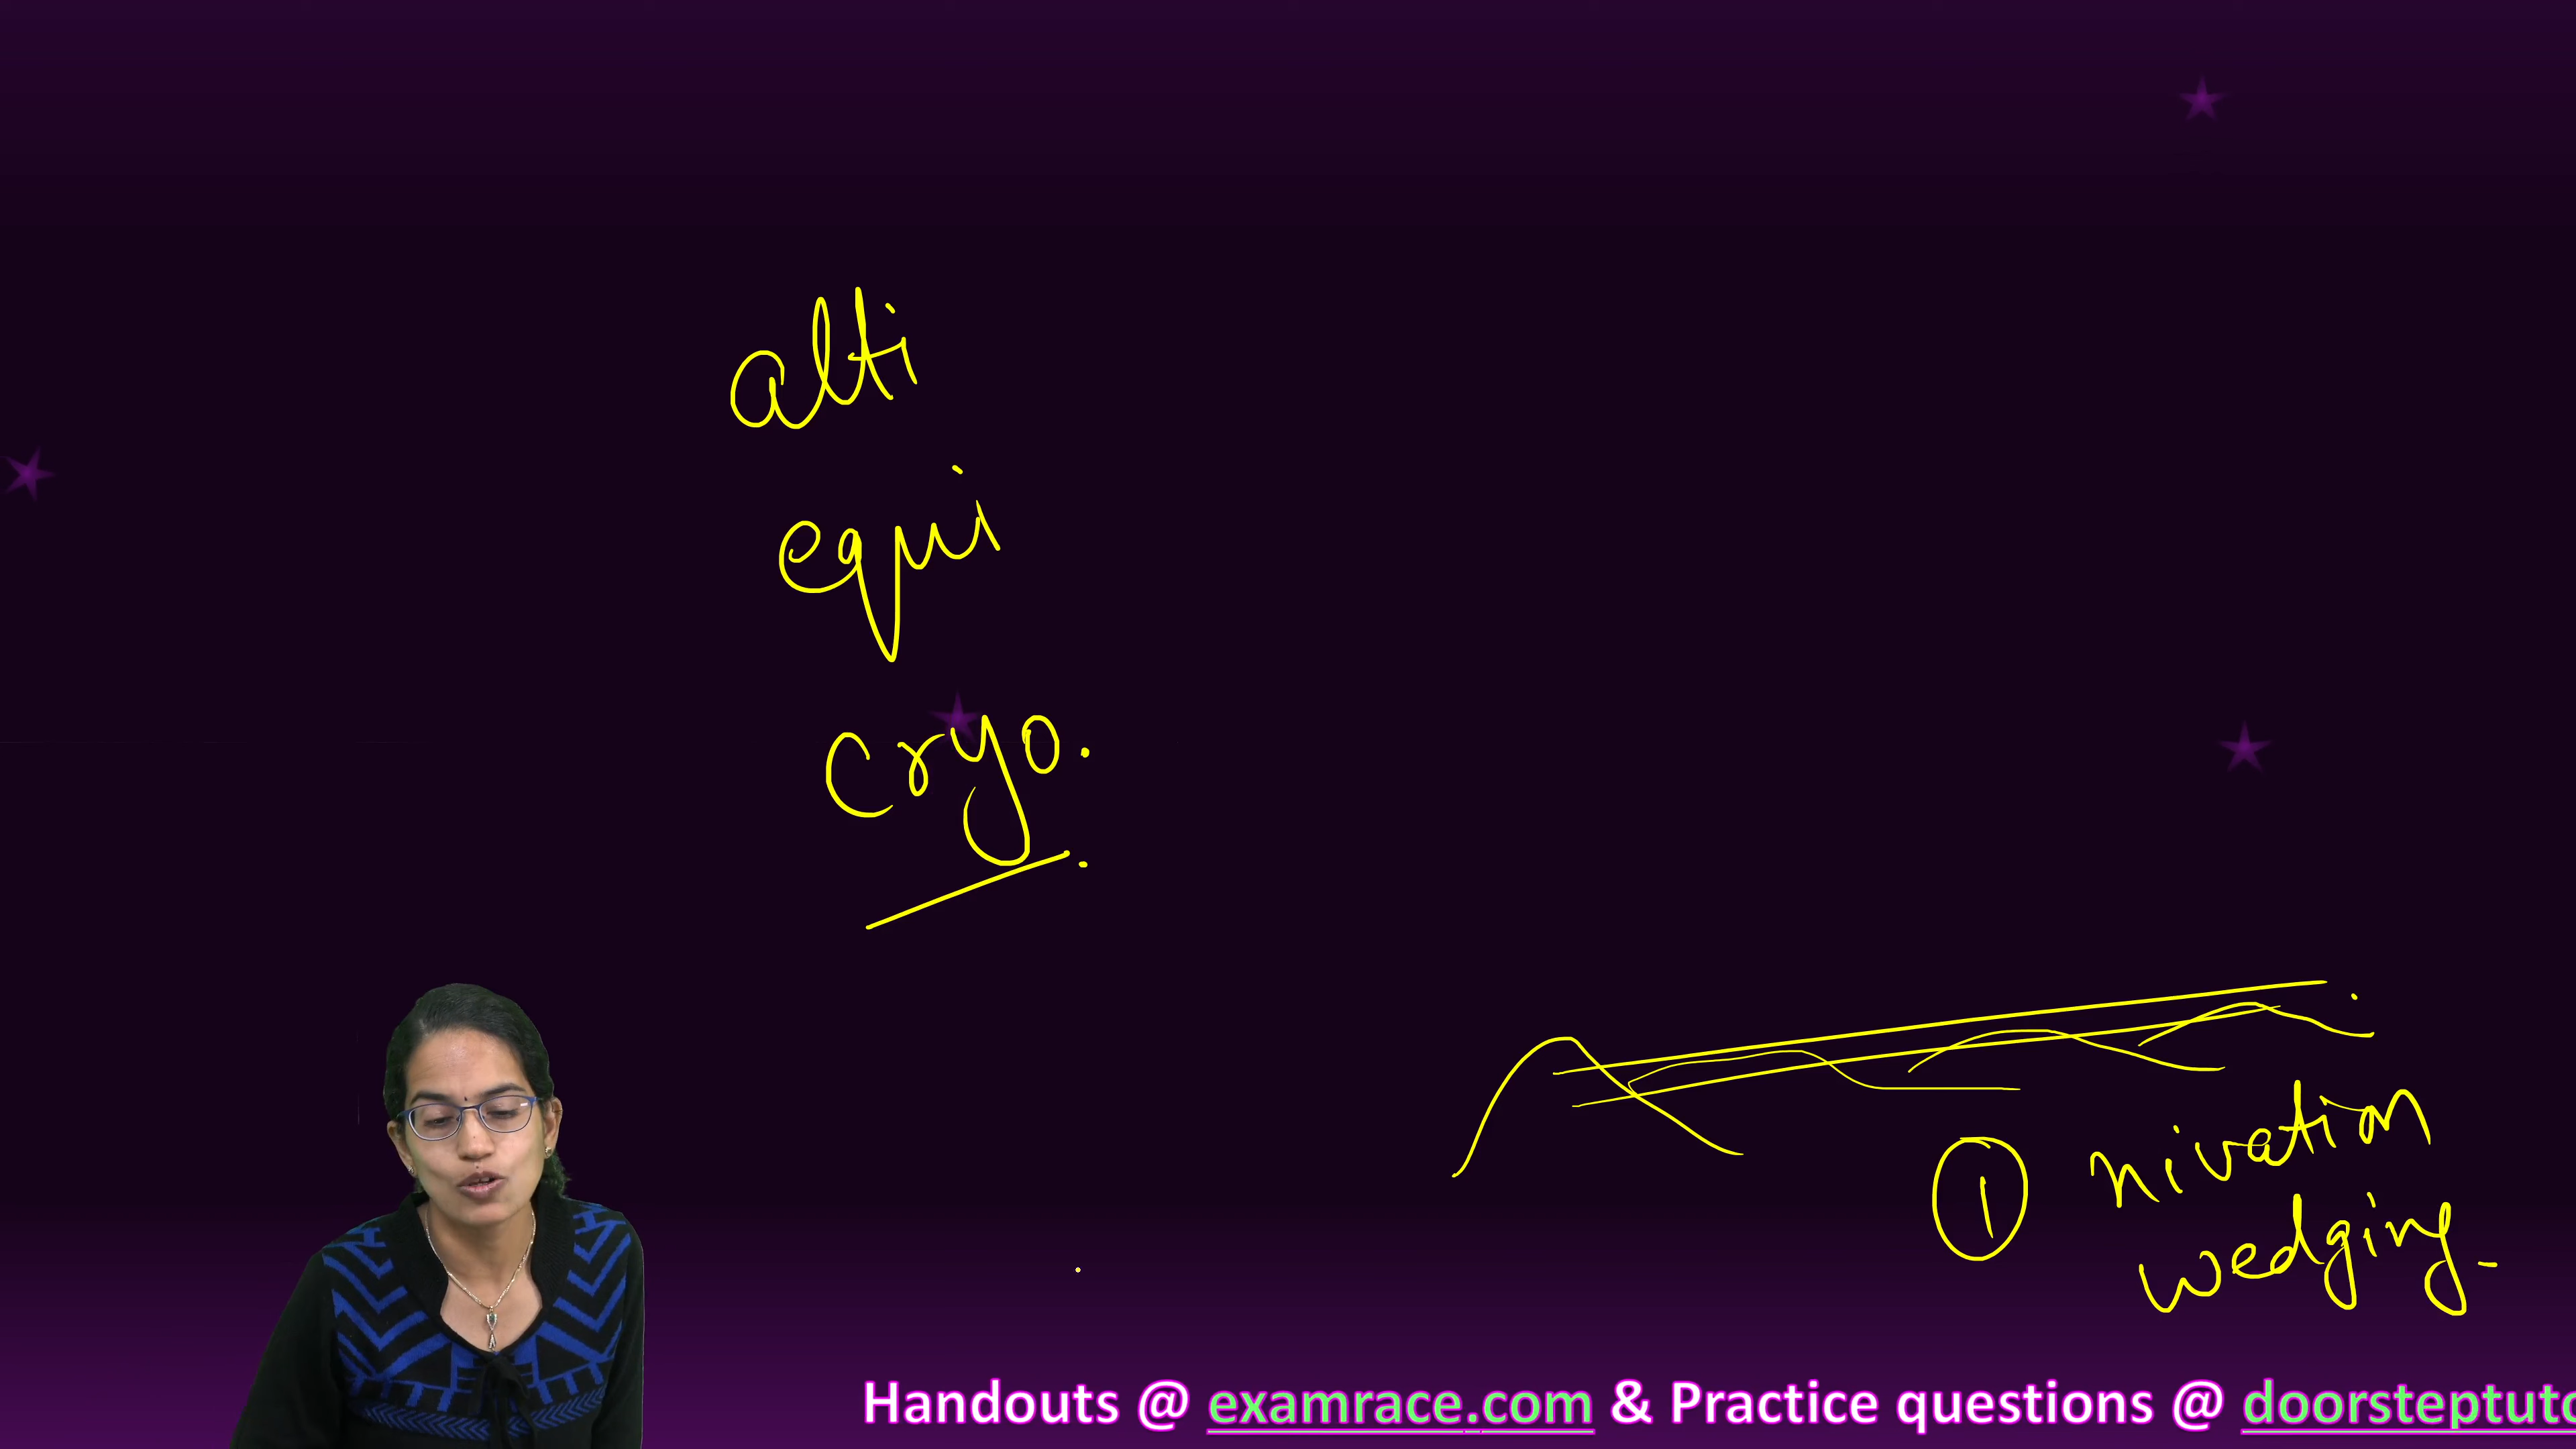 alti
equi
cryo.
① nivation
wedging
Handouts @ examrace.com & Practice questions @ doorsteptuto